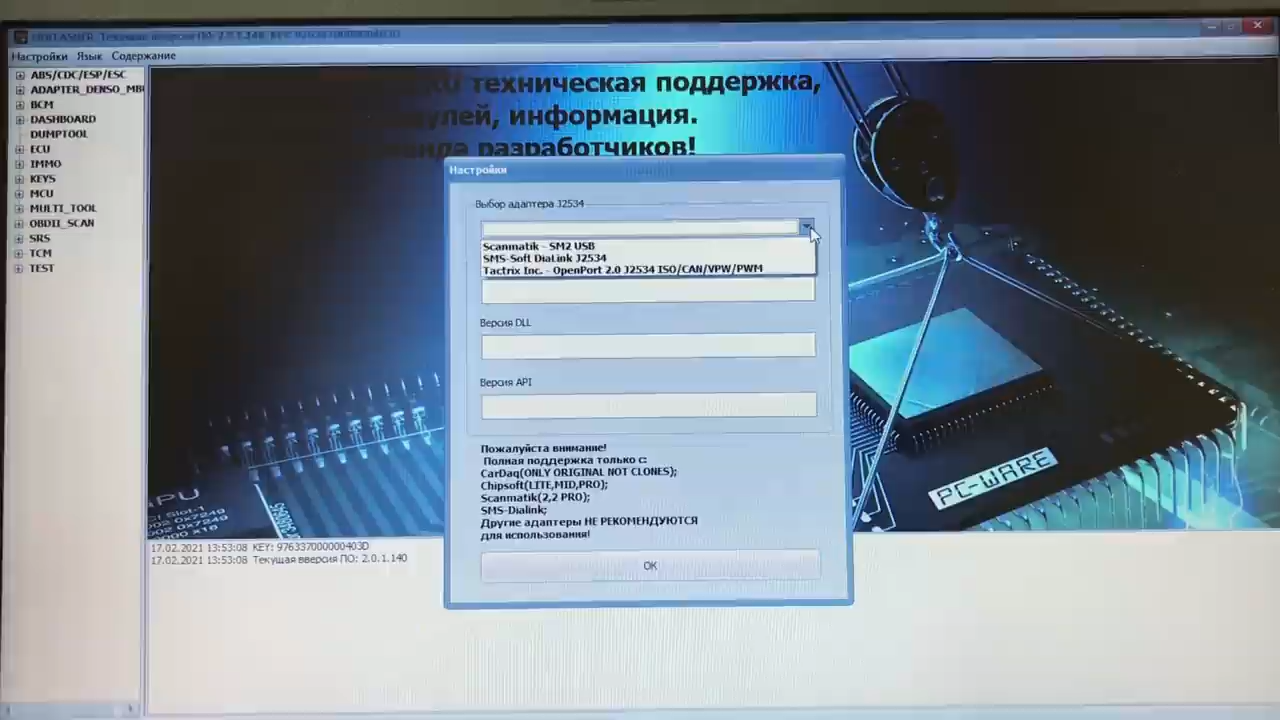 Настройки Язык Содержание
ABS/CDC/ESP/ESC
ADAPTER_DENSO_MB
BCM
DASHBOARD
DUMPTOOL
ECU
IMMO
KEYS
MCU
MULTI_TOOL
OBDII_SCAN
SRS
TCM
TEST
техническая поддержка,
информация.
разработчиков!
Настройки
Выбор адаптера J2534
Scanmatik - SM2 USB
SMS-Soft DiaLink J2534
Tactrix Inc. - OpenPort 2.0 J2534 ISO/CAN/VPW/PWM
Версия DLL
Версия API
Пожалуйста внимание!
Полная поддержка только с:
CarDaq(ONLY ORIGINAL NOT CLONES);
Chipsoft(LITE,MID,PRO);
Scanmatik(2,2 PRO);
SMS-Dialink;
Другие адаптеры НЕ РЕКОМЕНДУЮТСЯ
для использования!
OK
PC-WARE
17.02.2021 13:53:08 KEY: 976337000000403D
17.02.2021 13:53:08 Текущая вверсия ПО: 2.0.1.140